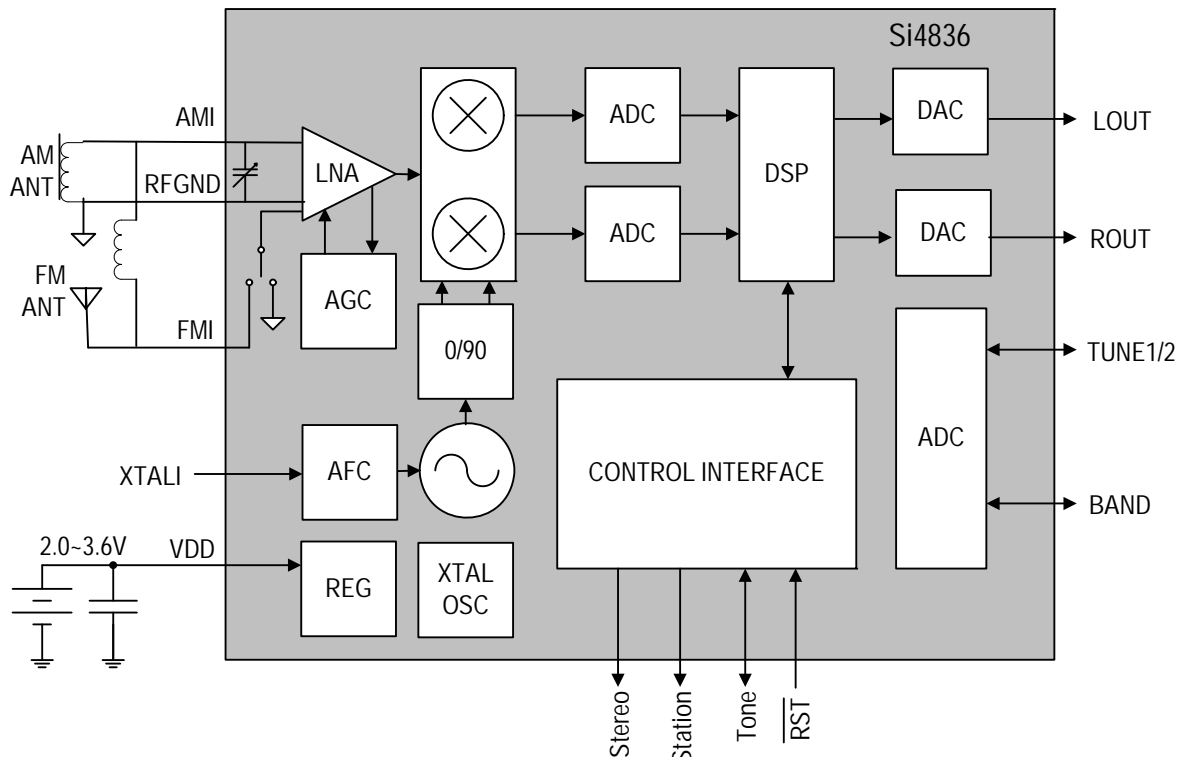 Si4836
AMI
AM
ANT
RFGND
LNA
ADC
DSP
DAC
LOUT
ADC
DAC
ROUT
FM
ANT
FMI
AGC
0/90
TUNE1/2
ADC
BAND
XTALI
AFC
CONTROL INTERFACE
2.0~3.6V
VDD
REG
XTAL
OSC
Stereo
Station
Tone
RST